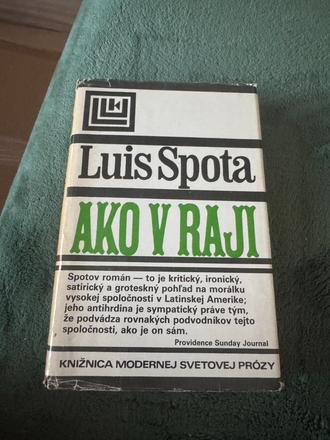 Luis Spota
AKO V RAJI
Spotov román — to je kritický, ironický,
satirický a groteskný pohľad na morálku
vysokej spoločnosti v Latinskej Amerike;
jeho antihrdina je sympatický práve tým,
že podvádza rovnakých podvodníkov tejto
spoločnosti, ako je on sám.
Providence Sunday Journal
KNIŽNICA MODERNEJ SVETOVEJ PRÓZY